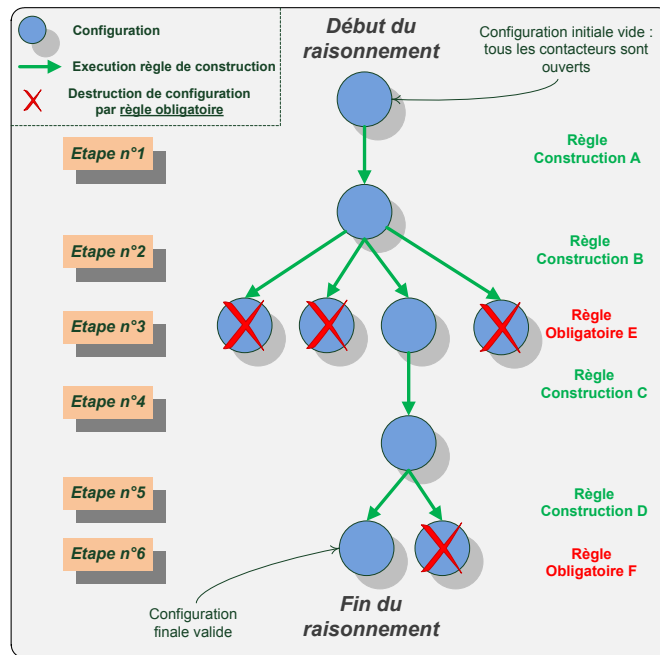 Configuration
Execution règle de construction
Destruction de configuration
par règle obligatoire
Début du
raisonnement
Configuration initiale vide :
tous les contacteurs sont
ouverts
Etape n°1
Règle
Construction A
Etape n°2
Règle
Construction B
Etape n°3
Règle
Obligatoire E
Etape n°4
Règle
Construction C
Etape n°5
Règle
Construction D
Etape n°6
Règle
Obligatoire F
Configuration
finale valide
Fin du
raisonnement